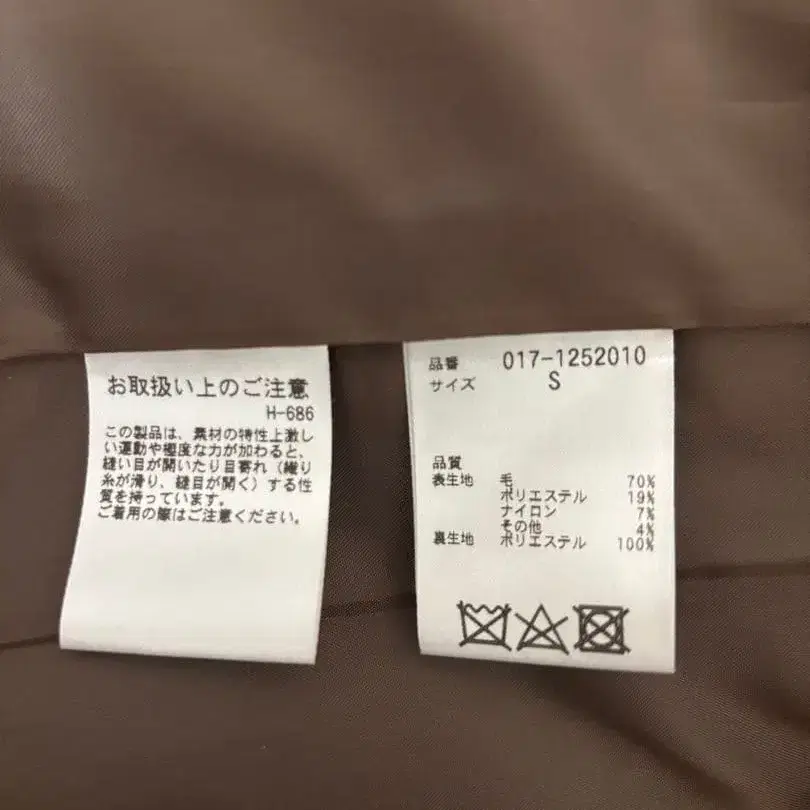 お取扱い上のご注意
H-686
この製品は、素材の特性上激し
い運動や極度な力が加わると、
縫い目が開いたり目寄れ（織り
糸が滑り、縫目が開く）する性
質を持っています。
ご着用の際はご注意ください。
品番 017-1252010
サイズ S
品質
表生地 毛 70%
ポリエステル 19%
ナイロン 7%
その他 4%
裏生地 ポリエステル 100%